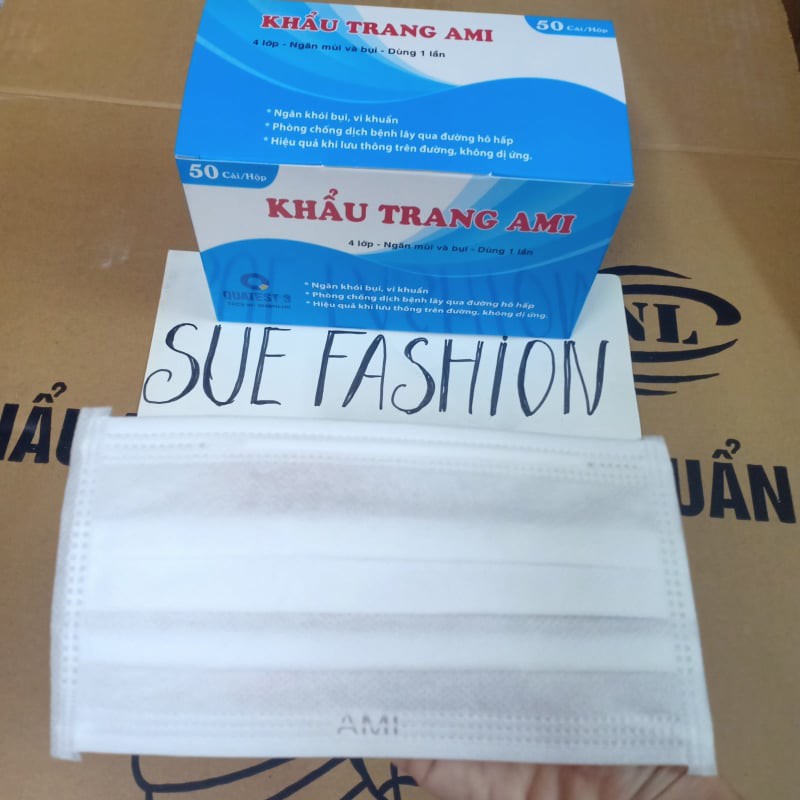 KHẨU TRANG AMI
50 Cái/Hộp
4 lớp - Ngăn mùi và bụi - Dùng 1 lần
* Ngăn khói bụi, vi khuẩn
* Phòng chống dịch bệnh lây qua đường hô hấp
* Hiệu quả khi lưu thông trên đường, không dị ứng.
50 Cái/Hộp
KHẨU TRANG AMI
4 lớp - Ngăn mùi và bụi - Dùng 1 lần
QUATEST 3
* Ngăn khói bụi, vi khuẩn
* Phòng chống dịch bệnh lây qua đường hô hấp
* Hiệu quả khi lưu thông trên đường, không dị ứng.
NL
SUE FASHION
UẨN
AMI